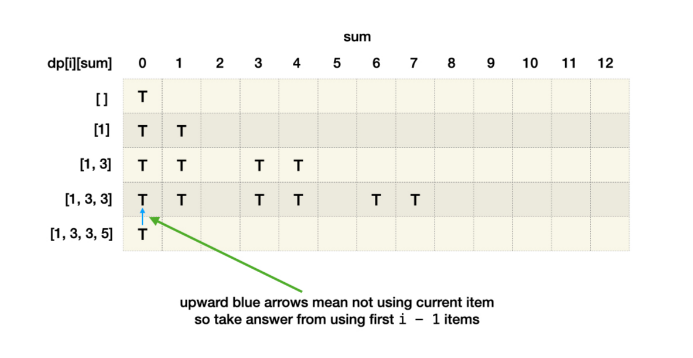 sum
dp[i][sum] 0 1 2 3 4 5 6 7 8 9 10 11 12
[ ] T
[1] T T
[1, 3] T T T T
[1, 3, 3] T T T T T T
[1, 3, 3, 5] T
upward blue arrows mean not using current item
so take answer from using first i - 1 items